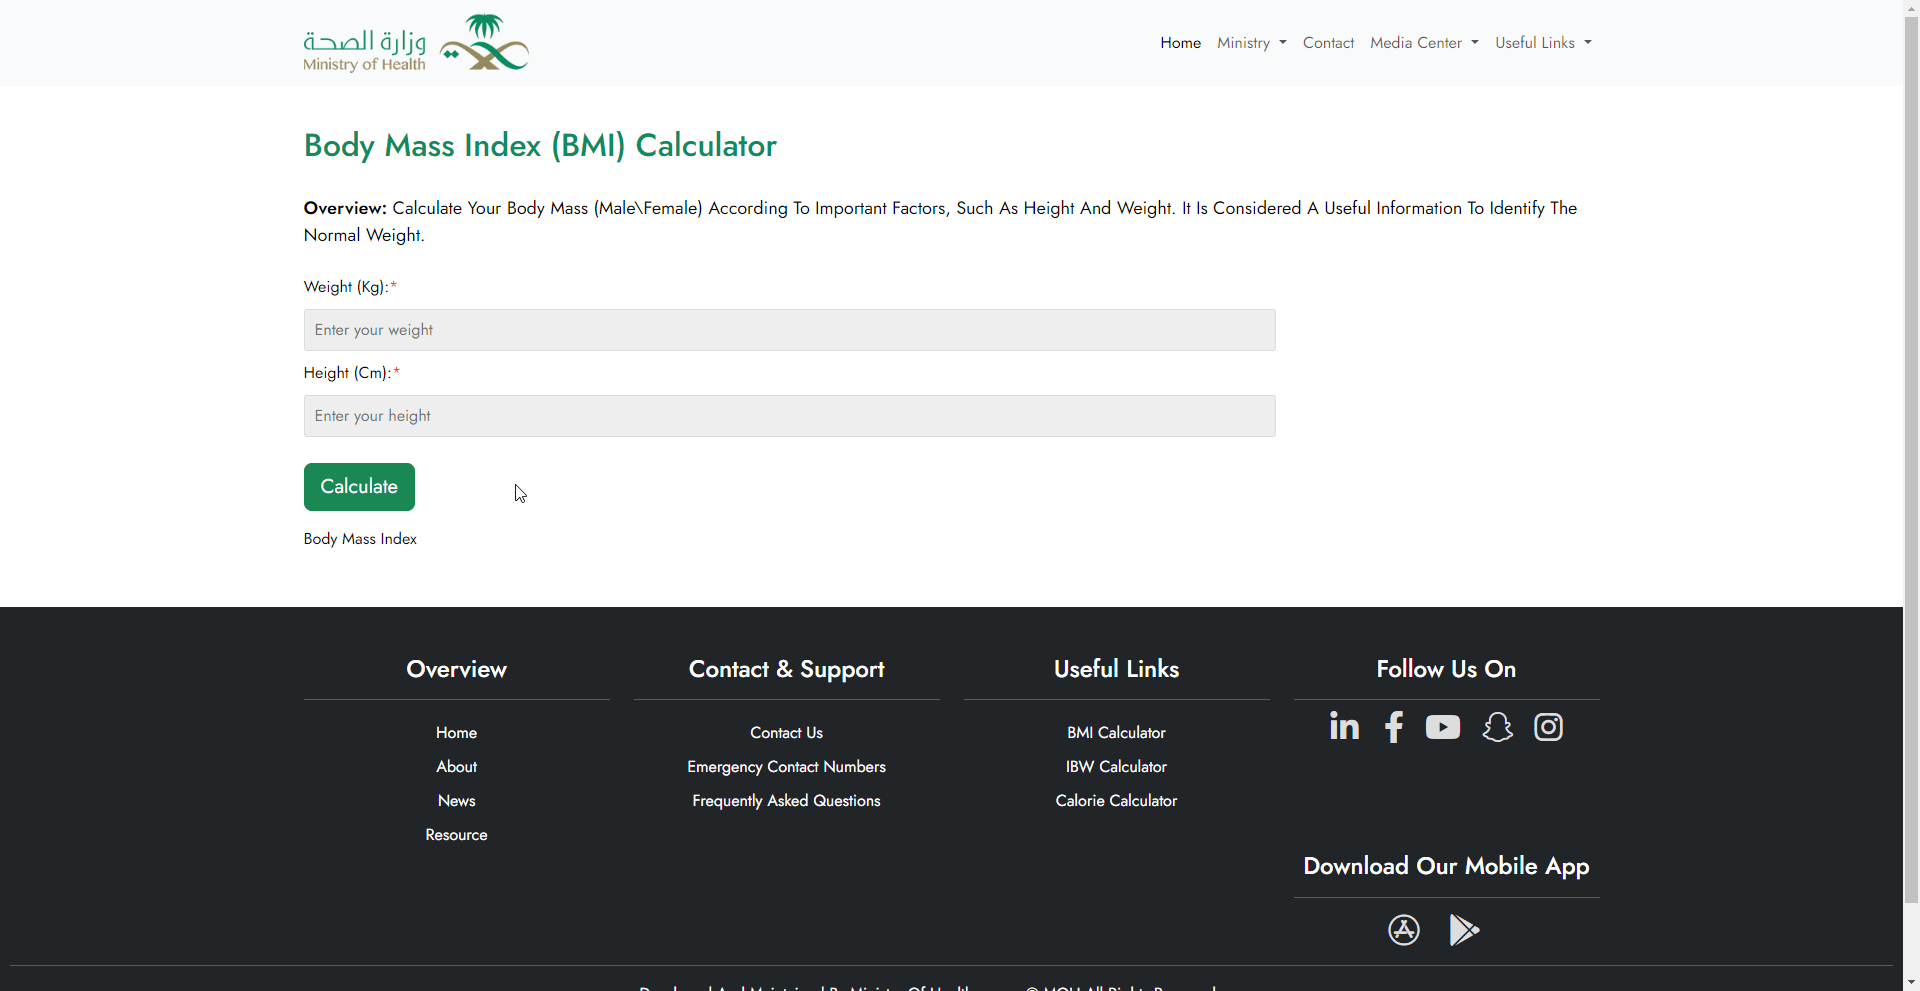 وزارة الصحة
Ministry of Health
Home
Ministry
Contact
Media Center
Useful Links
Body Mass Index (BMI) Calculator
Overview: Calculate Your Body Mass (Male\Female) According To Important Factors, Such As Height And Weight. It Is Considered A Useful Information To Identify The
Normal Weight.
Weight (Kg):*
Enter your weight
Height (Cm):*
Enter your height
Calculate
Body Mass Index
Overview
Home
About
News
Resource
Contact & Support
Contact Us
Emergency Contact Numbers
Frequently Asked Questions
Useful Links
BMI Calculator
IBW Calculator
Calorie Calculator
Follow Us On
Download Our Mobile App